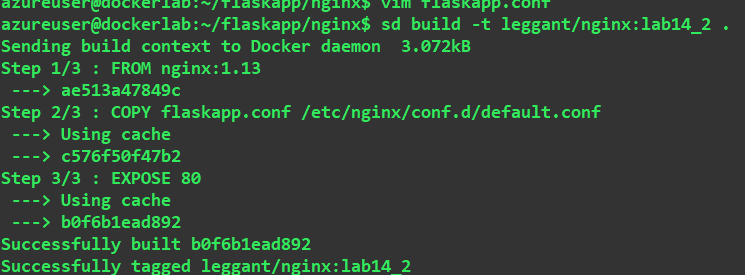 azureuser@dockerlab:~/flaskapp/nginx$ vim flaskapp.conf
azureuser@dockerlab:~/flaskapp/nginx$ sd build -t leggant/nginx:lab14_2 .
Sending build context to Docker daemon  3.072kB
Step 1/3 : FROM nginx:1.13
 ---> ae513a47849c
Step 2/3 : COPY flaskapp.conf /etc/nginx/conf.d/default.conf
 ---> Using cache
 ---> c576f50f47b2
Step 3/3 : EXPOSE 80
 ---> Using cache
 ---> b0f6b1ead892
Successfully built b0f6b1ead892
Successfully tagged leggant/nginx:lab14_2